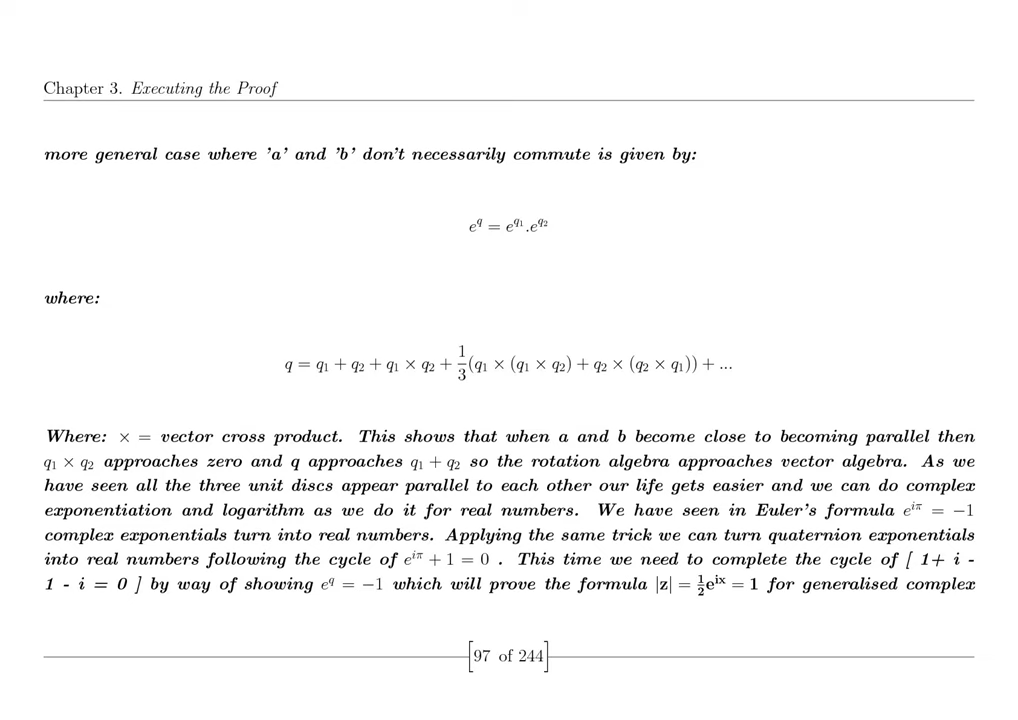 Chapter 3. Executing the Proof
more general case where 'a' and 'b' don't necessarily commute is given by:
e^q = e^{q_1}.e^{q_2}
where:
q = q_1 + q_2 + q_1 × q_2 + \frac{1}{3}(q_1 × (q_1 × q_2) + q_2 × (q_2 × q_1)) + ...
Where: × = vector cross product. This shows that when a and b become close to becoming parallel then
q_1 × q_2 approaches zero and q approaches q_1 + q_2 so the rotation algebra approaches vector algebra. As we
have seen all the three unit discs appear parallel to each other our life gets easier and we can do complex
exponentiation and logarithm as we do it for real numbers. We have seen in Euler's formula e^{iπ} = −1
complex exponentials turn into real numbers. Applying the same trick we can turn quaternion exponentials
into real numbers following the cycle of e^{iπ} + 1 = 0 . This time we need to complete the cycle of [ 1+ i -
1 - i = 0 ] by way of showing e^q = −1 which will prove the formula |z| = \frac{1}{2}e^{ix} = 1 for generalised complex
97 of 244